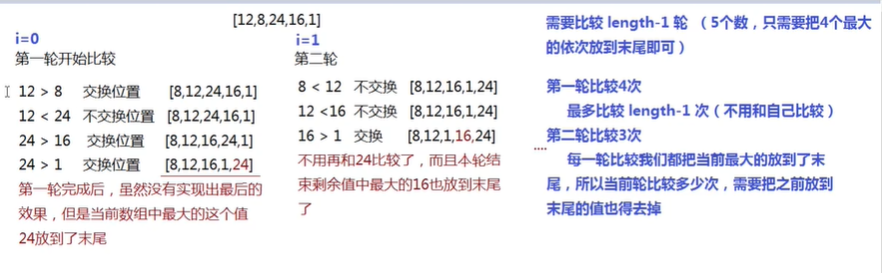 [12,8,24,16,1]
i=0
第一轮开始比较
12 > 8 交换位置 [8,12,24,16,1]
12 < 24 不交换位置 [8,12,24,16,1]
24 > 16 交换位置 [8,12,16,24,1]
24 > 1 交换位置 [8,12,16,1,24]
第一轮完成后，虽然没有实现出最后的
效果，但是当前数组中最大的这个值
24放到了末尾
i=1
第二轮
8 < 12 不交换 [8,12,16,1,24]
12 <16 不交换 [8,12,16,1,24]
16 > 1 交换 [8,12,1,16,24]
不用再和24比较了，而且本轮结
束剩余值中最大的16也放到末尾
了
需要比较 length-1 轮 （5个数，只需要把4个最大
的依次放到末尾即可）
第一轮比较4次
最多比较 length-1 次（不用和自己比较）
第二轮比较3次
每一轮比较我们都把当前最大的放到了末
尾，所以当前轮比较多少次，需要把之前放到
末尾的值也得去掉